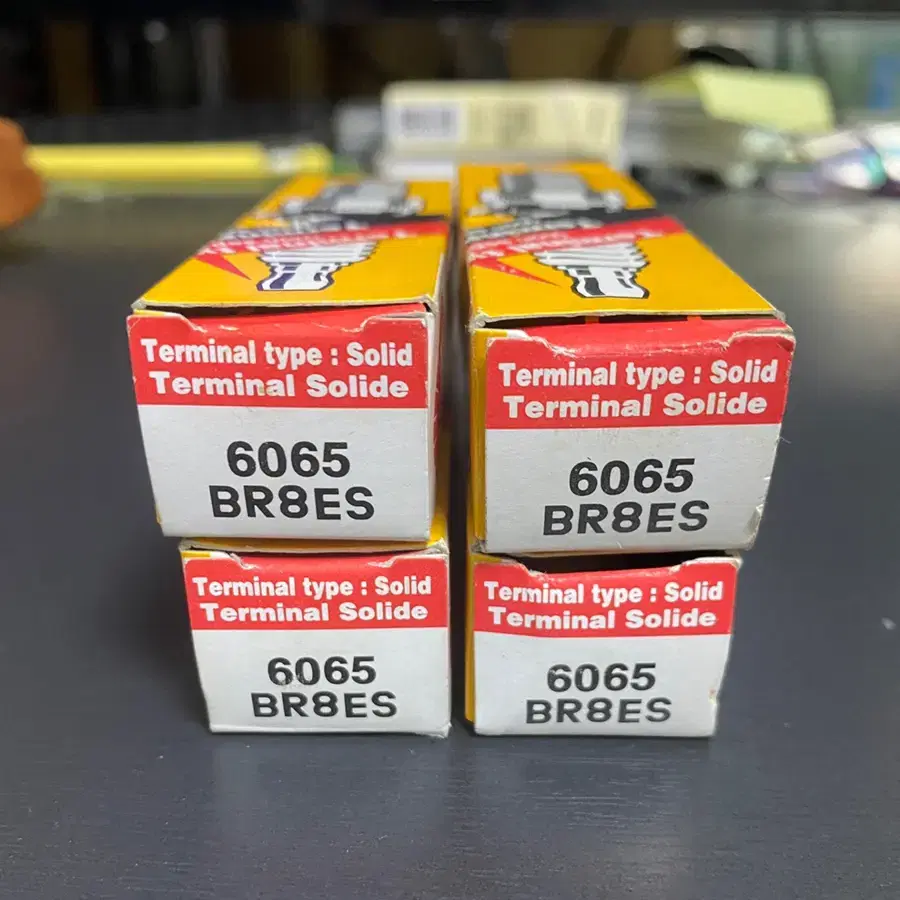 Terminal type : Solid
Terminal Solide
6065
BR8ES
Terminal type : Solid
Terminal Solide
6065
BR8ES
Terminal type : Solid
Terminal Solide
6065
BR8ES
Terminal type : Solid
Terminal Solide
6065
BR8ES